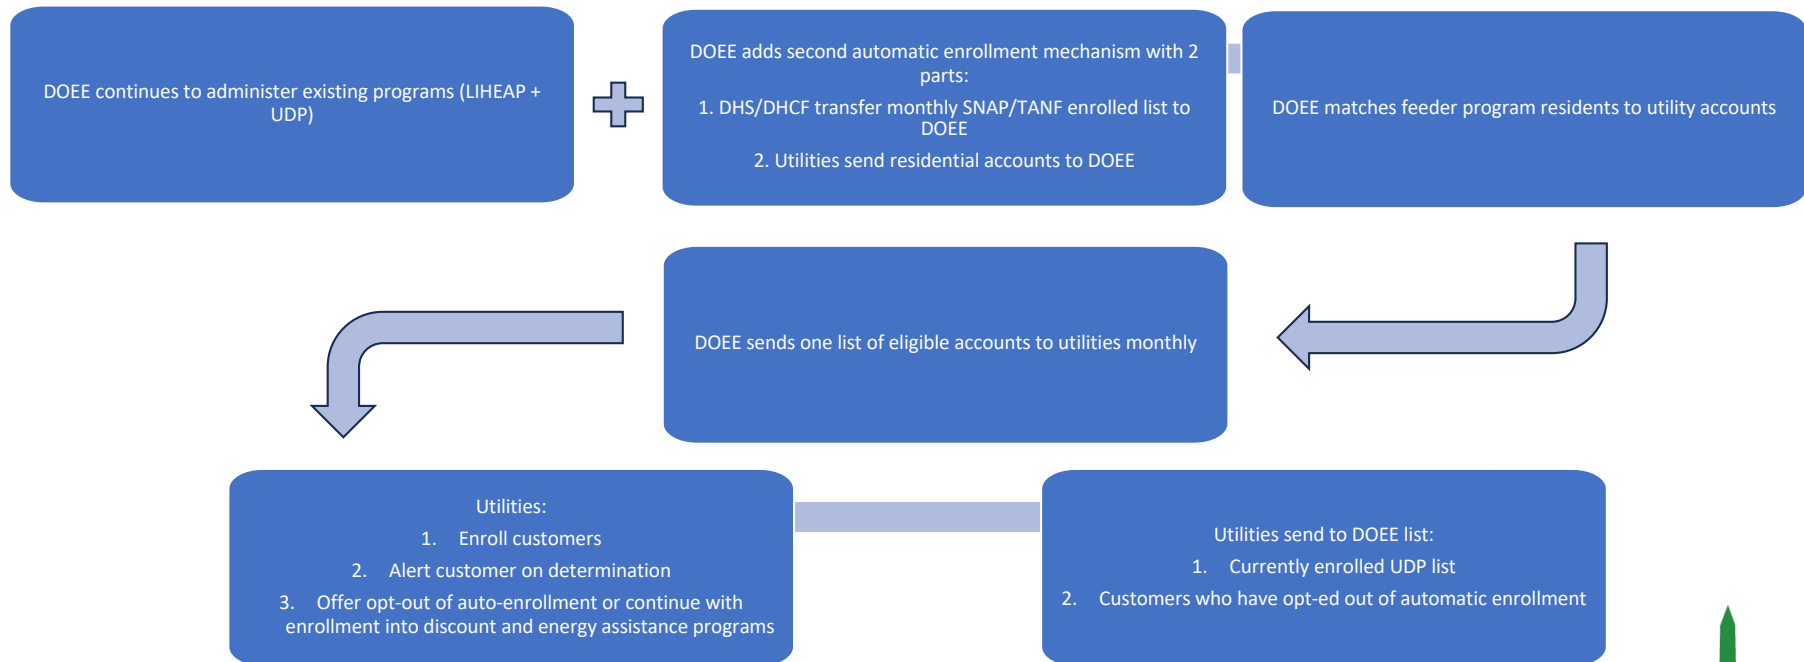 DOEE continues to administer existing programs (LIHEAP +
UDP)
DOEE adds second automatic enrollment mechanism with 2
parts:
1. DHS/DHCF transfer monthly SNAP/TANF enrolled list to
DOEE
2. Utilities send residential accounts to DOEE
DOEE matches feeder program residents to utility accounts
DOEE sends one list of eligible accounts to utilities monthly
Utilities:
1. Enroll customers
2. Alert customer on determination
3. Offer opt-out of auto-enrollment or continue with
enrollment into discount and energy assistance programs
Utilities send to DOEE list:
1. Currently enrolled UDP list
2. Customers who have opt-ed out of automatic enrollment